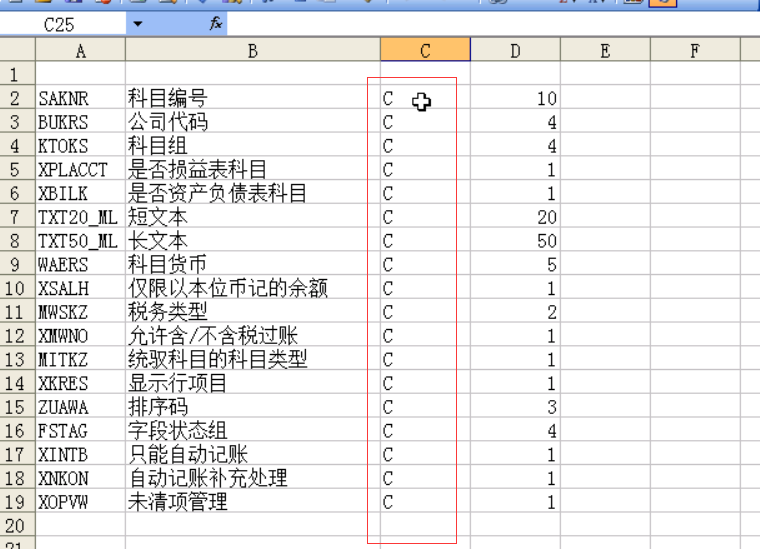 C25 fx
A B C D E F
1
2 SAKNR 科目编号 C 10
3 BUKRS 公司代码 C 4
4 KTOKS 科目组 C 4
5 XPLACCT 是否损益表科目 C 1
6 XBILK 是否资产负债表科目 C 1
7 TXT20_ML 短文本 C 20
8 TXT50_ML 长文本 C 50
9 WAERS 科目货币 C 5
10 XSALH 仅限以本位币记的余额 C 1
11 MWSKZ 税务类型 C 2
12 XMWNO 允许含/不含税过账 C 1
13 MITKZ 统驭科目的科目类型 C 1
14 XKRES 显示行项目 C 1
15 ZUAWA 排序码 C 3
16 FSTAG 字段状态组 C 4
17 XINTB 只能自动记账 C 1
18 XNKON 自动记账补充处理 C 1
19 XOPVW 未清项管理 C 1
20
21